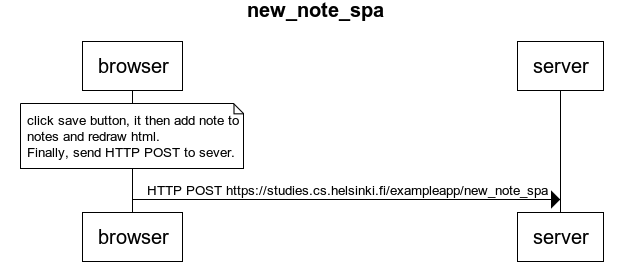 new_note_spa
browser
server
click save button, it then add note to
notes and redraw html.
Finally, send HTTP POST to sever.
HTTP POST https://studies.cs.helsinki.fi/exampleapp/new_note_spa
browser
server